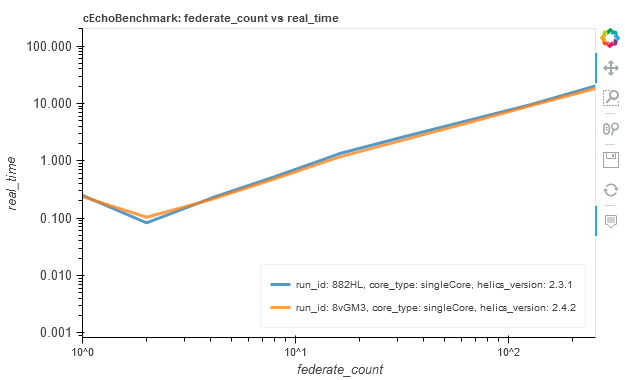 cEchoBenchmark: federate_count vs real_time
100.000
10.000
1.000
0.100
0.010
0.001
real_time
run_id: 882HL, core_type: singleCore, helics_version: 2.3.1
run_id: 8vGM3, core_type: singleCore, helics_version: 2.4.2
10^0
10^1
10^2
federate_count